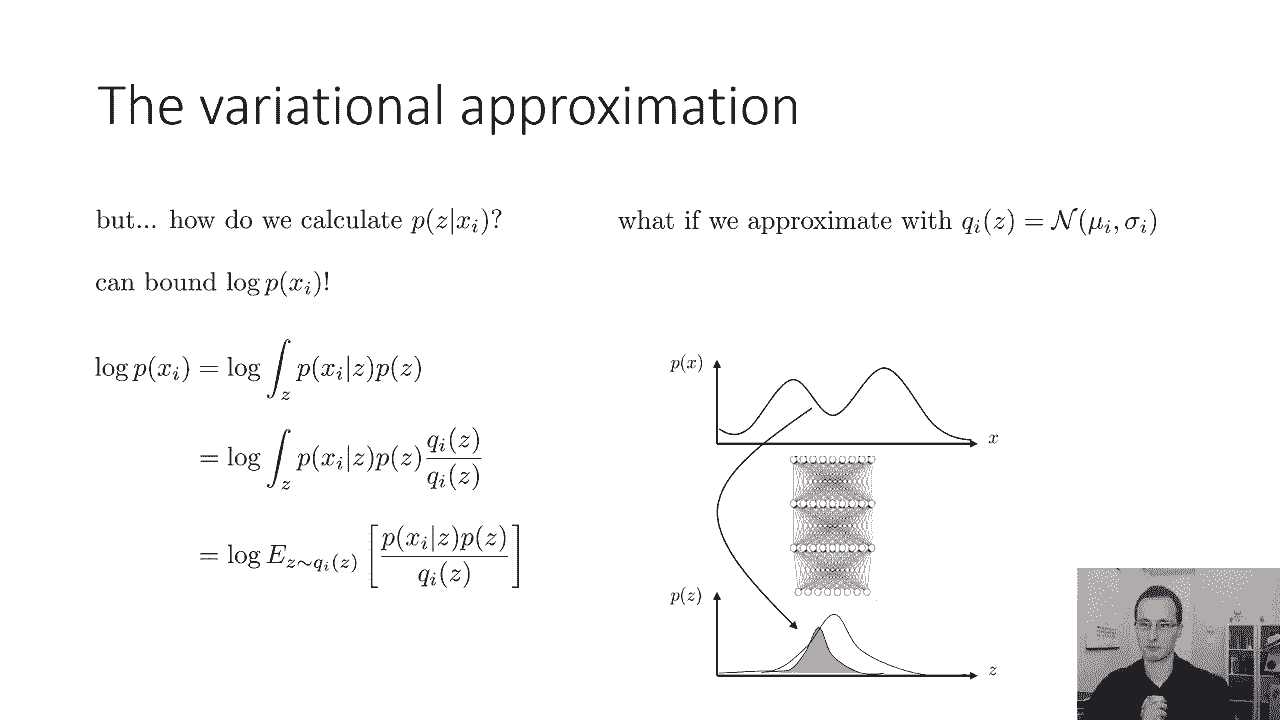 The variational approximation
but... how do we calculate $p(z|x_i)$?
what if we approximate with $q_i(z) = \mathcal{N}(\mu_i, \sigma_i)$
can bound $\log p(x_i)$!
$\log p(x_i) = \log \int_z p(x_i|z)p(z)$
$= \log \int_z p(x_i|z)p(z) \frac{q_i(z)}{q_i(z)}$
$= \log E_{z \sim q_i(z)} \left[ \frac{p(x_i|z)p(z)}{q_i(z)} \right]$
$p(x)$
$x$
$p(z)$
$z$